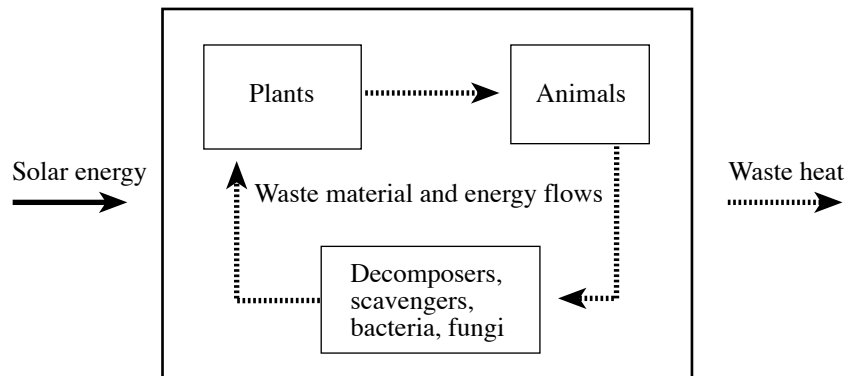 Plants
Animals
Solar energy
Waste material and energy flows
Waste heat
Decomposers,
scavengers,
bacteria, fungi